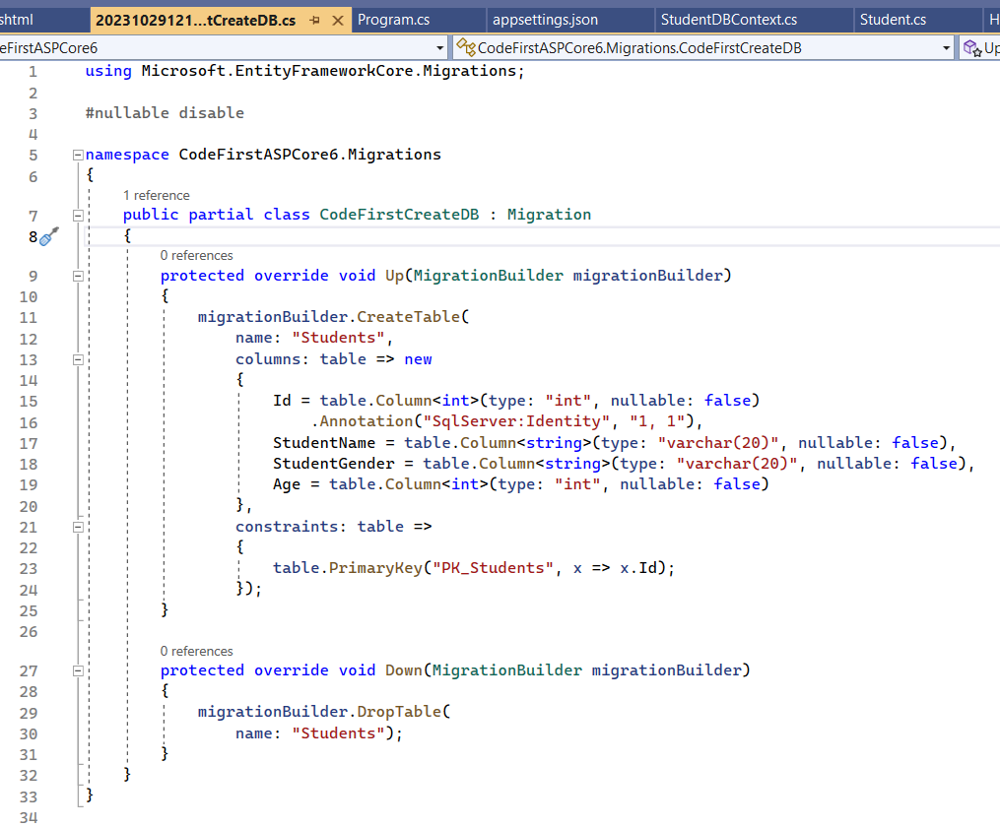 shtml 20231029121...tCreateDB.cs Program.cs appsettings.json StudentDBContext.cs Student.cs H
eFirstASPCore6 CodeFirstASPCore6.Migrations.CodeFirstCreateDB Up
1 using Microsoft.EntityFrameworkCore.Migrations;
2
3 #nullable disable
4
5 namespace CodeFirstASPCore6.Migrations
6 {
1 reference
7 public partial class CodeFirstCreateDB : Migration
8 {
0 references
9 protected override void Up(MigrationBuilder migrationBuilder)
10 {
11 migrationBuilder.CreateTable(
12 name: "Students",
13 columns: table => new
14 {
15 Id = table.Column<int>(type: "int", nullable: false)
16 .Annotation("SqlServer:Identity", "1, 1"),
17 StudentName = table.Column<string>(type: "varchar(20)", nullable: false),
18 StudentGender = table.Column<string>(type: "varchar(20)", nullable: false),
19 Age = table.Column<int>(type: "int", nullable: false)
20 },
21 constraints: table =>
22 {
23 table.PrimaryKey("PK_Students", x => x.Id);
24 });
25 }
26
0 references
27 protected override void Down(MigrationBuilder migrationBuilder)
28 {
29 migrationBuilder.DropTable(
30 name: "Students");
31 }
32 }
33 }
34